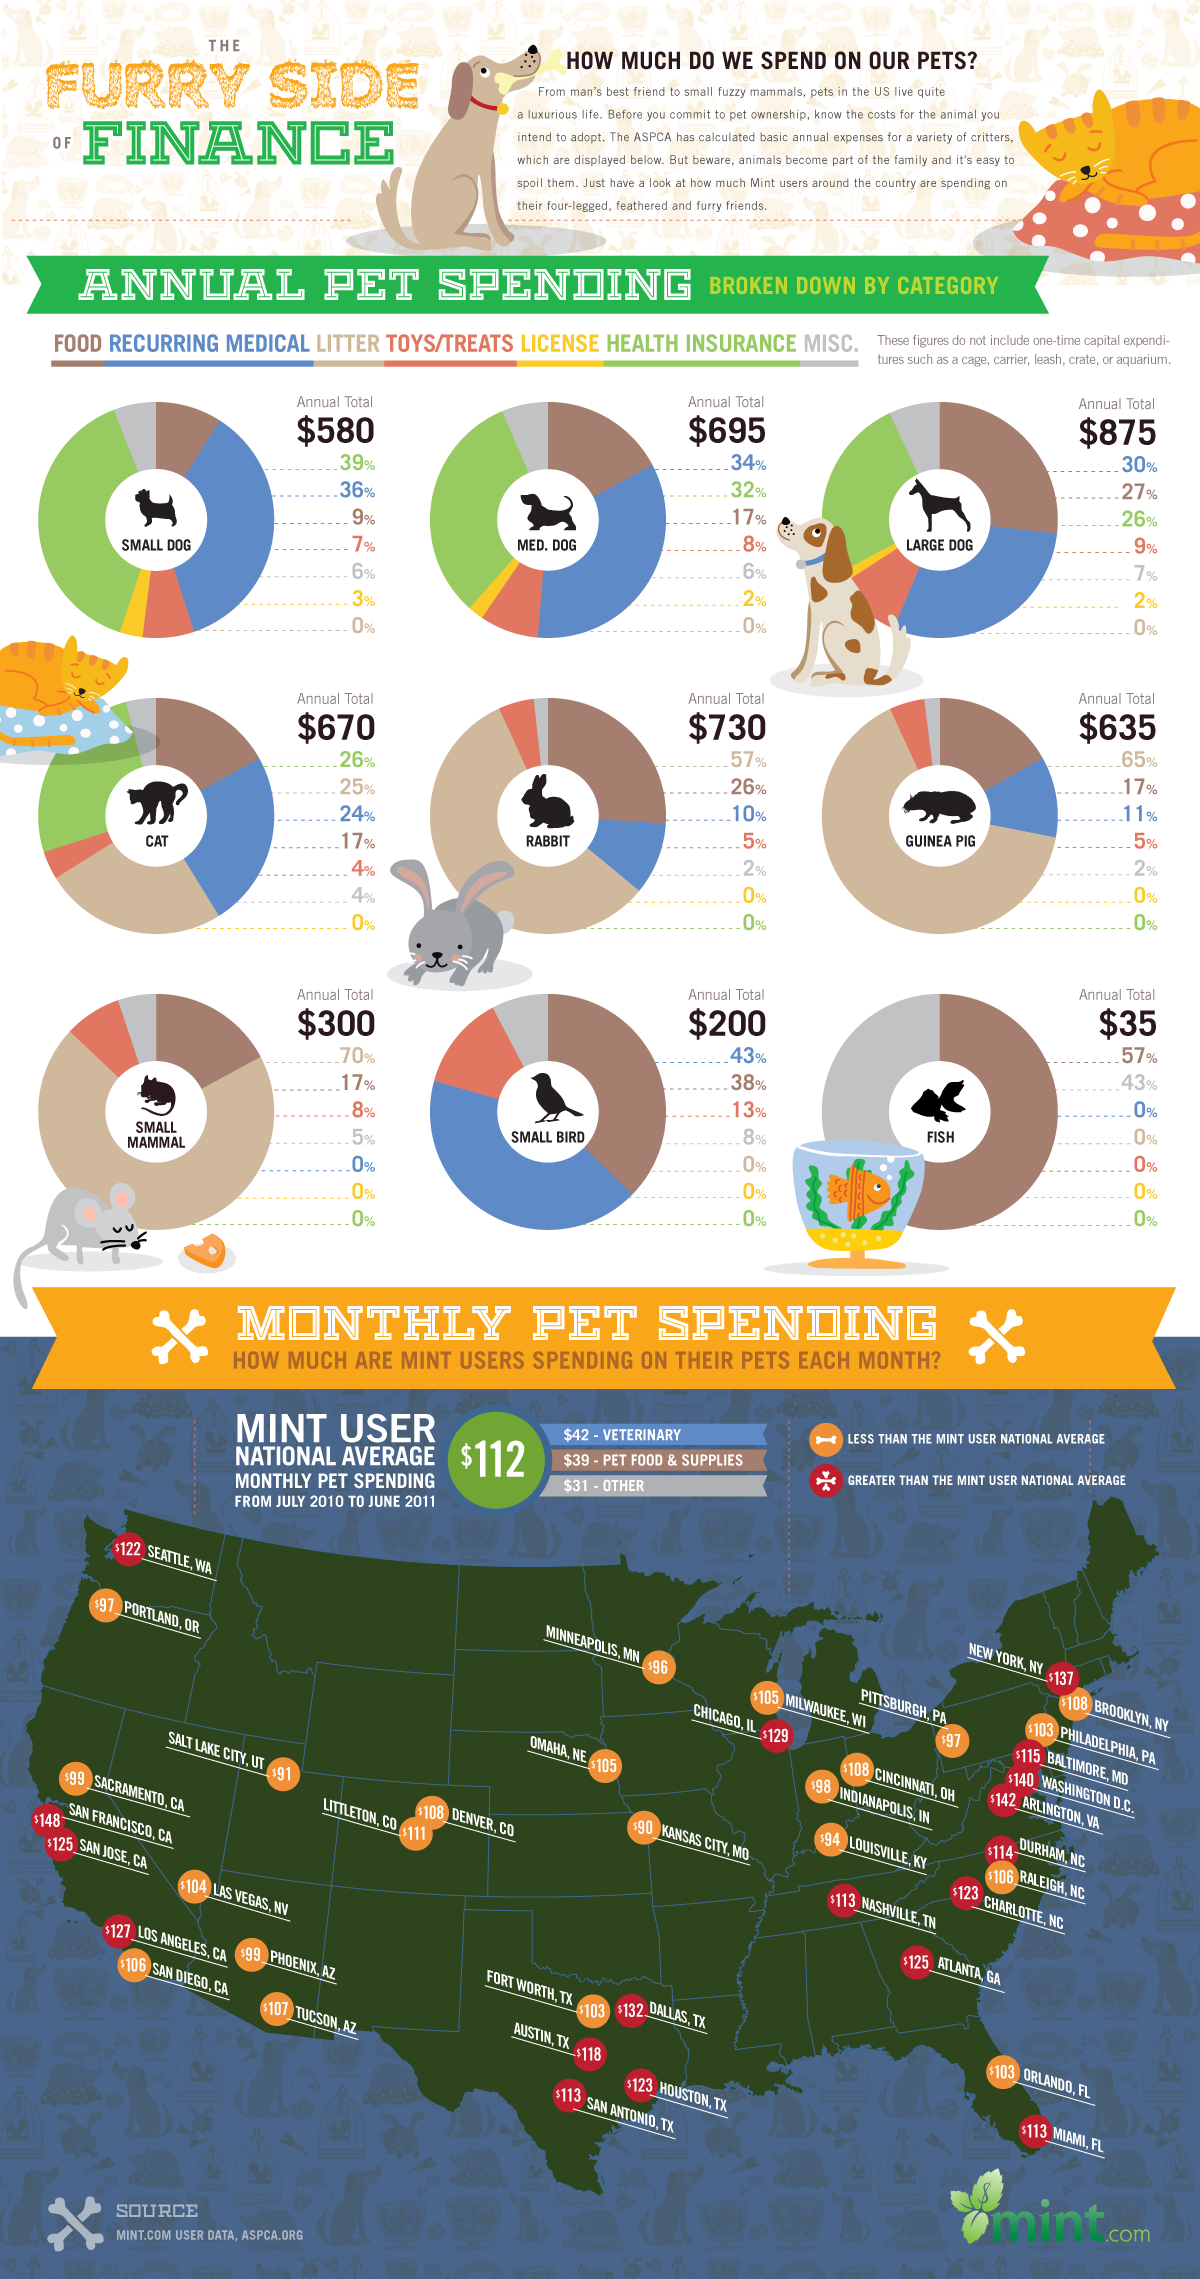 THE
FURRY SIDE
OF FINANCE
HOW MUCH DO WE SPEND ON OUR PETS?
From man's best friend to small fuzzy mammals, pets in the US live quite
a luxurious life. Before you commit to pet ownership, know the costs for the animal you
intend to adopt. The ASPCA has calculated basic annual expenses for a variety of critters,
which are displayed below. But beware, animals become part of the family and it's easy to
spoil them. Just have a look at how much Mint users around the country are spending on
their four-legged, feathered and furry friends.
ANNUAL PET SPENDING BROKEN DOWN BY CATEGORY
FOOD RECURRING MEDICAL LITTER TOYS/TREATS LICENSE HEALTH INSURANCE MISC.
These figures do not include one-time capital expendi-
tures such as a cage, carrier, leash, crate, or aquarium.
SMALL DOG
Annual Total
$580
39%
36%
9%
7%
6%
3%
0%
MED. DOG
Annual Total
$695
34%
32%
17%
8%
6%
2%
0%
LARGE DOG
Annual Total
$875
30%
27%
26%
9%
7%
2%
0%
CAT
Annual Total
$670
26%
25%
24%
17%
4%
4%
0%
RABBIT
Annual Total
$730
57%
26%
10%
5%
2%
0%
0%
GUINEA PIG
Annual Total
$635
65%
17%
11%
5%
2%
0%
0%
SMALL
MAMMAL
Annual Total
$300
70%
17%
8%
5%
0%
0%
0%
SMALL BIRD
Annual Total
$200
43%
38%
13%
8%
0%
0%
0%
FISH
Annual Total
$35
57%
43%
0%
0%
0%
0%
0%
MONTHLY PET SPENDING
HOW MUCH ARE MINT USERS SPENDING ON THEIR PETS EACH MONTH?
MINT USER
NATIONAL AVERAGE
MONTHLY PET SPENDING
FROM JULY 2010 TO JUNE 2011
$112
$42 - VETERINARY
$39 - PET FOOD & SUPPLIES
$31 - OTHER
LESS THAN THE MINT USER NATIONAL AVERAGE
GREATER THAN THE MINT USER NATIONAL AVERAGE
$122 SEATTLE, WA
$97 PORTLAND, OR
MINNEAPOLIS, MN $96
NEW YORK, NY $137
$108 BROOKLYN, NY
$105 MILWAUKEE, WI
PITTSBURGH, PA $97
CHICAGO, IL $129
$103 PHILADELPHIA, PA
$115 BALTIMORE, MD
$140 WASHINGTON D.C.
$142 ARLINGTON, VA
SALT LAKE CITY, UT $91
OMAHA, NE $105
$108 CINCINNATI, OH
$98 INDIANAPOLIS, IN
$99 SACRAMENTO, CA
$148 SAN FRANCISCO, CA
$125 SAN JOSE, CA
LITTLETON, CO $111
$108 DENVER, CO
$90 KANSAS CITY, MO
$94 LOUISVILLE, KY
$114 DURHAM, NC
$106 RALEIGH, NC
$123 CHARLOTTE, NC
$104 LAS VEGAS, NV
$113 NASHVILLE, TN
$127 LOS ANGELES, CA
$106 SAN DIEGO, CA
$99 PHOENIX, AZ
$125 ATLANTA, GA
$107 TUCSON, AZ
FORT WORTH, TX $103
$132 DALLAS, TX
AUSTIN, TX $118
$123 HOUSTON, TX
$113 SAN ANTONIO, TX
$103 ORLANDO, FL
$113 MIAMI, FL
SOURCE
MINT.COM USER DATA, ASPCA.ORG
mint.com